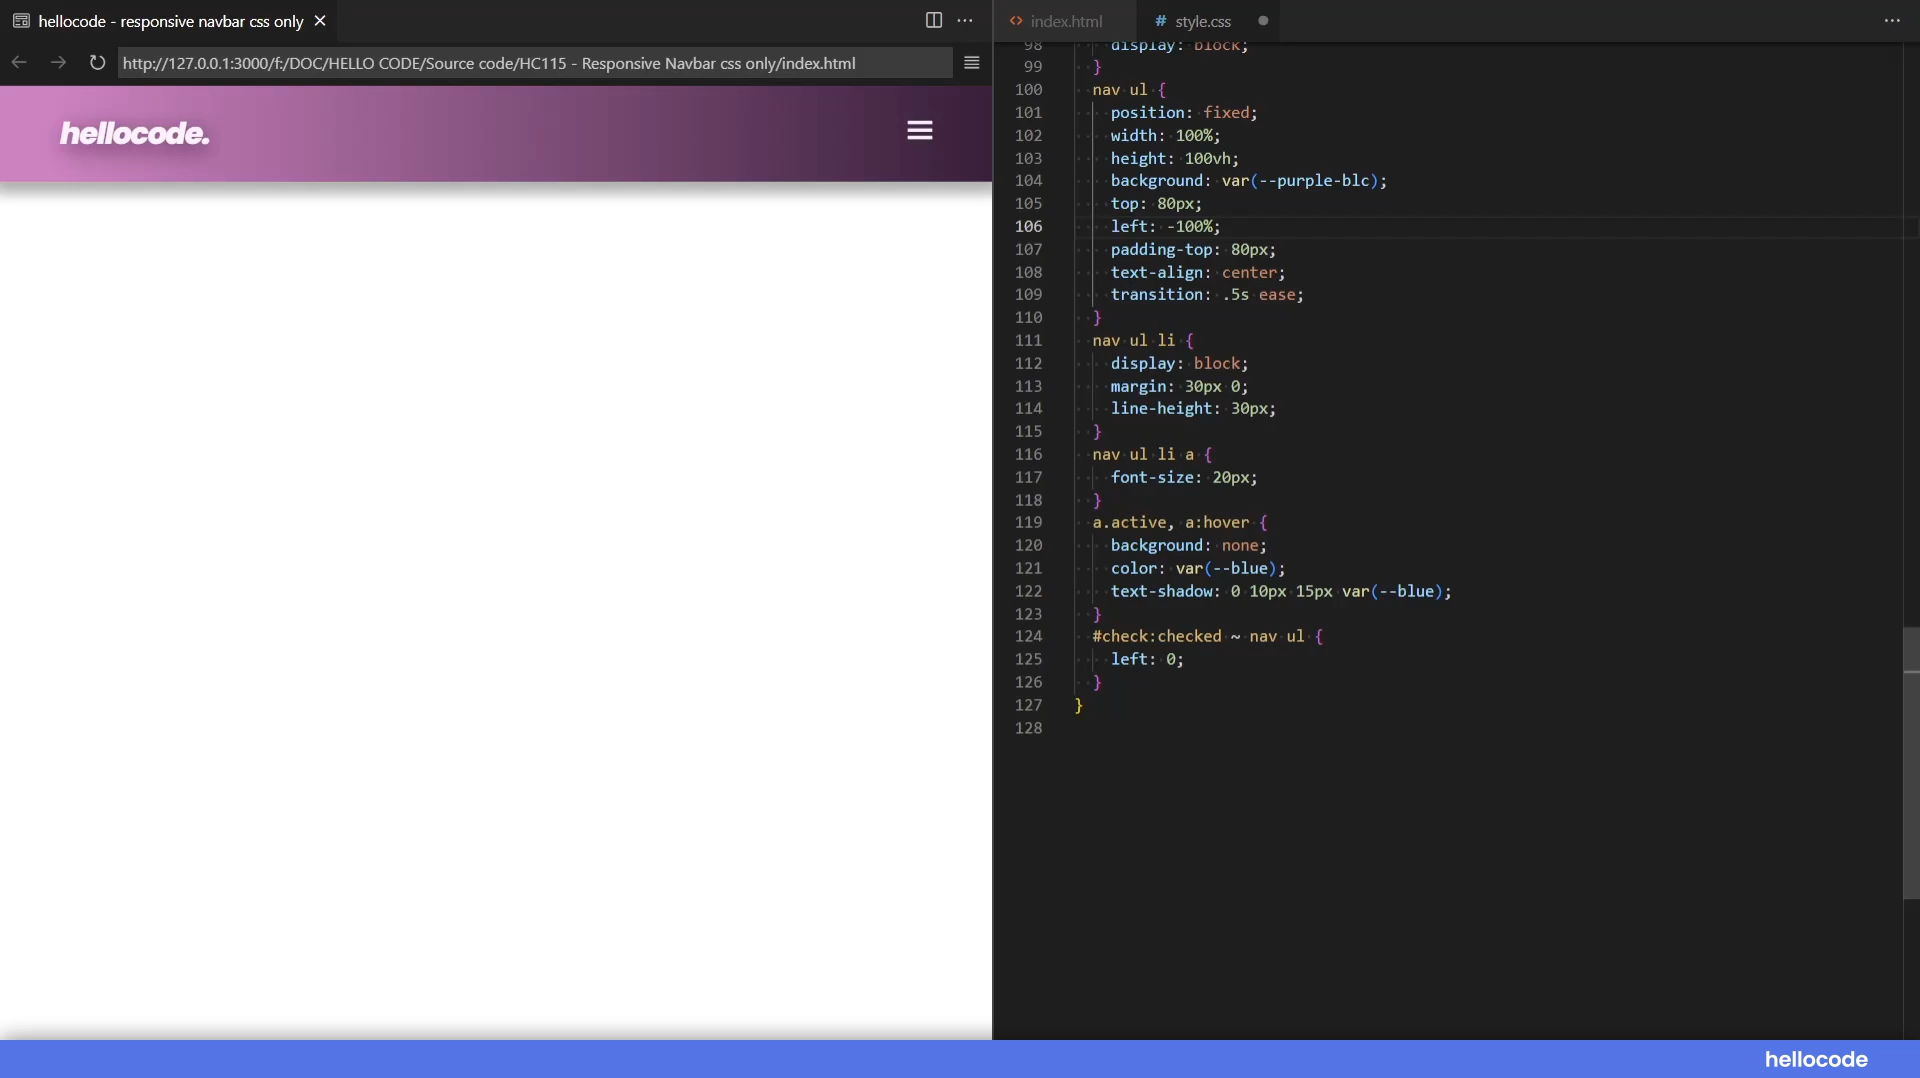 hellocode - responsive navbar css only
http://127.0.0.1:3000/f:/DOC/HELLO CODE/Source code/HC115 - Responsive Navbar css only/index.html
hellocode.
index.html
# style.css
98 display: block;
99 }
100 nav ul {
101 position: fixed;
102 width: 100%;
103 height: 100vh;
104 background: var(--purple-blc);
105 top: 80px;
106 left: -100%;
107 padding-top: 80px;
108 text-align: center;
109 transition: .5s ease;
110 }
111 nav ul li {
112 display: block;
113 margin: 30px 0;
114 line-height: 30px;
115 }
116 nav ul li a {
117 font-size: 20px;
118 }
119 a.active, a:hover {
120 background: none;
121 color: var(--blue);
122 text-shadow: 0 10px 15px var(--blue);
123 }
124 #check:checked ~ nav ul {
125 left: 0;
126 }
127 }
128
hellocode